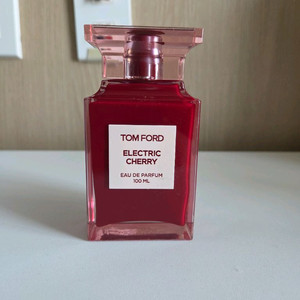 TOM FORD
ELECTRIC
CHERRY
EAU DE PARFUM
100 ML